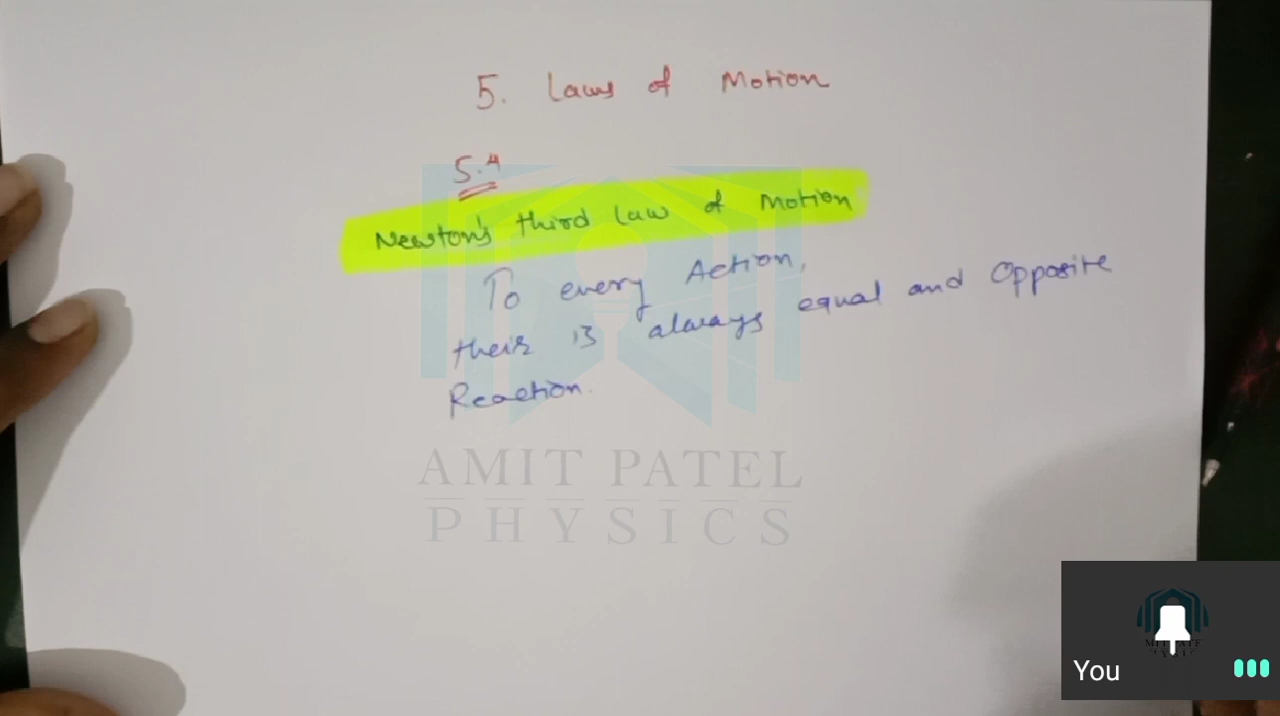 5. Laws of Motion
5.4
Newton's third Law of Motion
To every Action,
their is always equal and Opposite
Reaction.
AMIT PATEL
PHYSICS
You